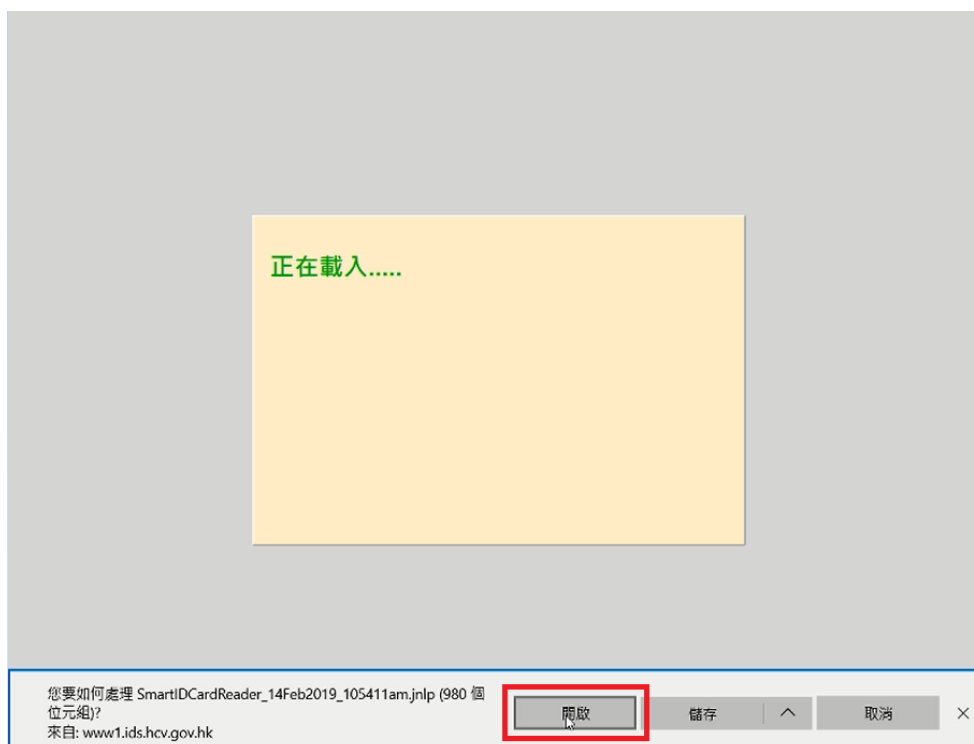 正在載入.....
您要如何處理 SmartIDCardReader_14Feb2019_105411am.jnlp (980 個
位元組)?
來自: www1.ids.hcv.gov.hk
開啟
儲存
取消